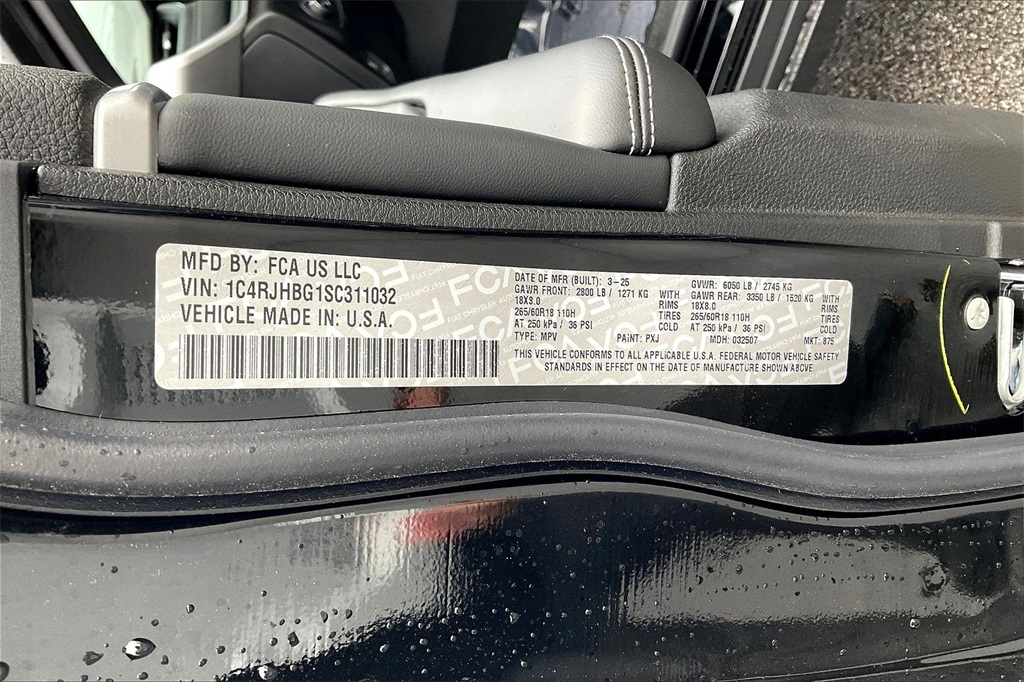 MFD BY: FCA US LLC
VIN: 1C4RJHBG1SC311032
VEHICLE MADE IN: U.S.A.
DATE OF MFR (BUILT): 3-25 GVWR: 6050 LB / 2745 KG
GAWR FRONT: 2800 LB / 1271 KG GAWR REAR: 3350 LB / 1520 KG
18X8.0 RIMS 18X8.0 RIMS
265/60R18 110H TIRES 265/60R18 110H TIRES
AT 250 kPa / 36 PSI COLD AT 250 kPa / 36 PSI COLD
TYPE: MPV PAINT: PXJ MDH: 032507 MKT: 875
THIS VEHICLE CONFORMS TO ALL APPLICABLE U.S.A. FEDERAL MOTOR VEHICLE SAFETY
STANDARDS IN EFFECT ON THE DATE OF MANUFACTURE SHOWN ABOVE.